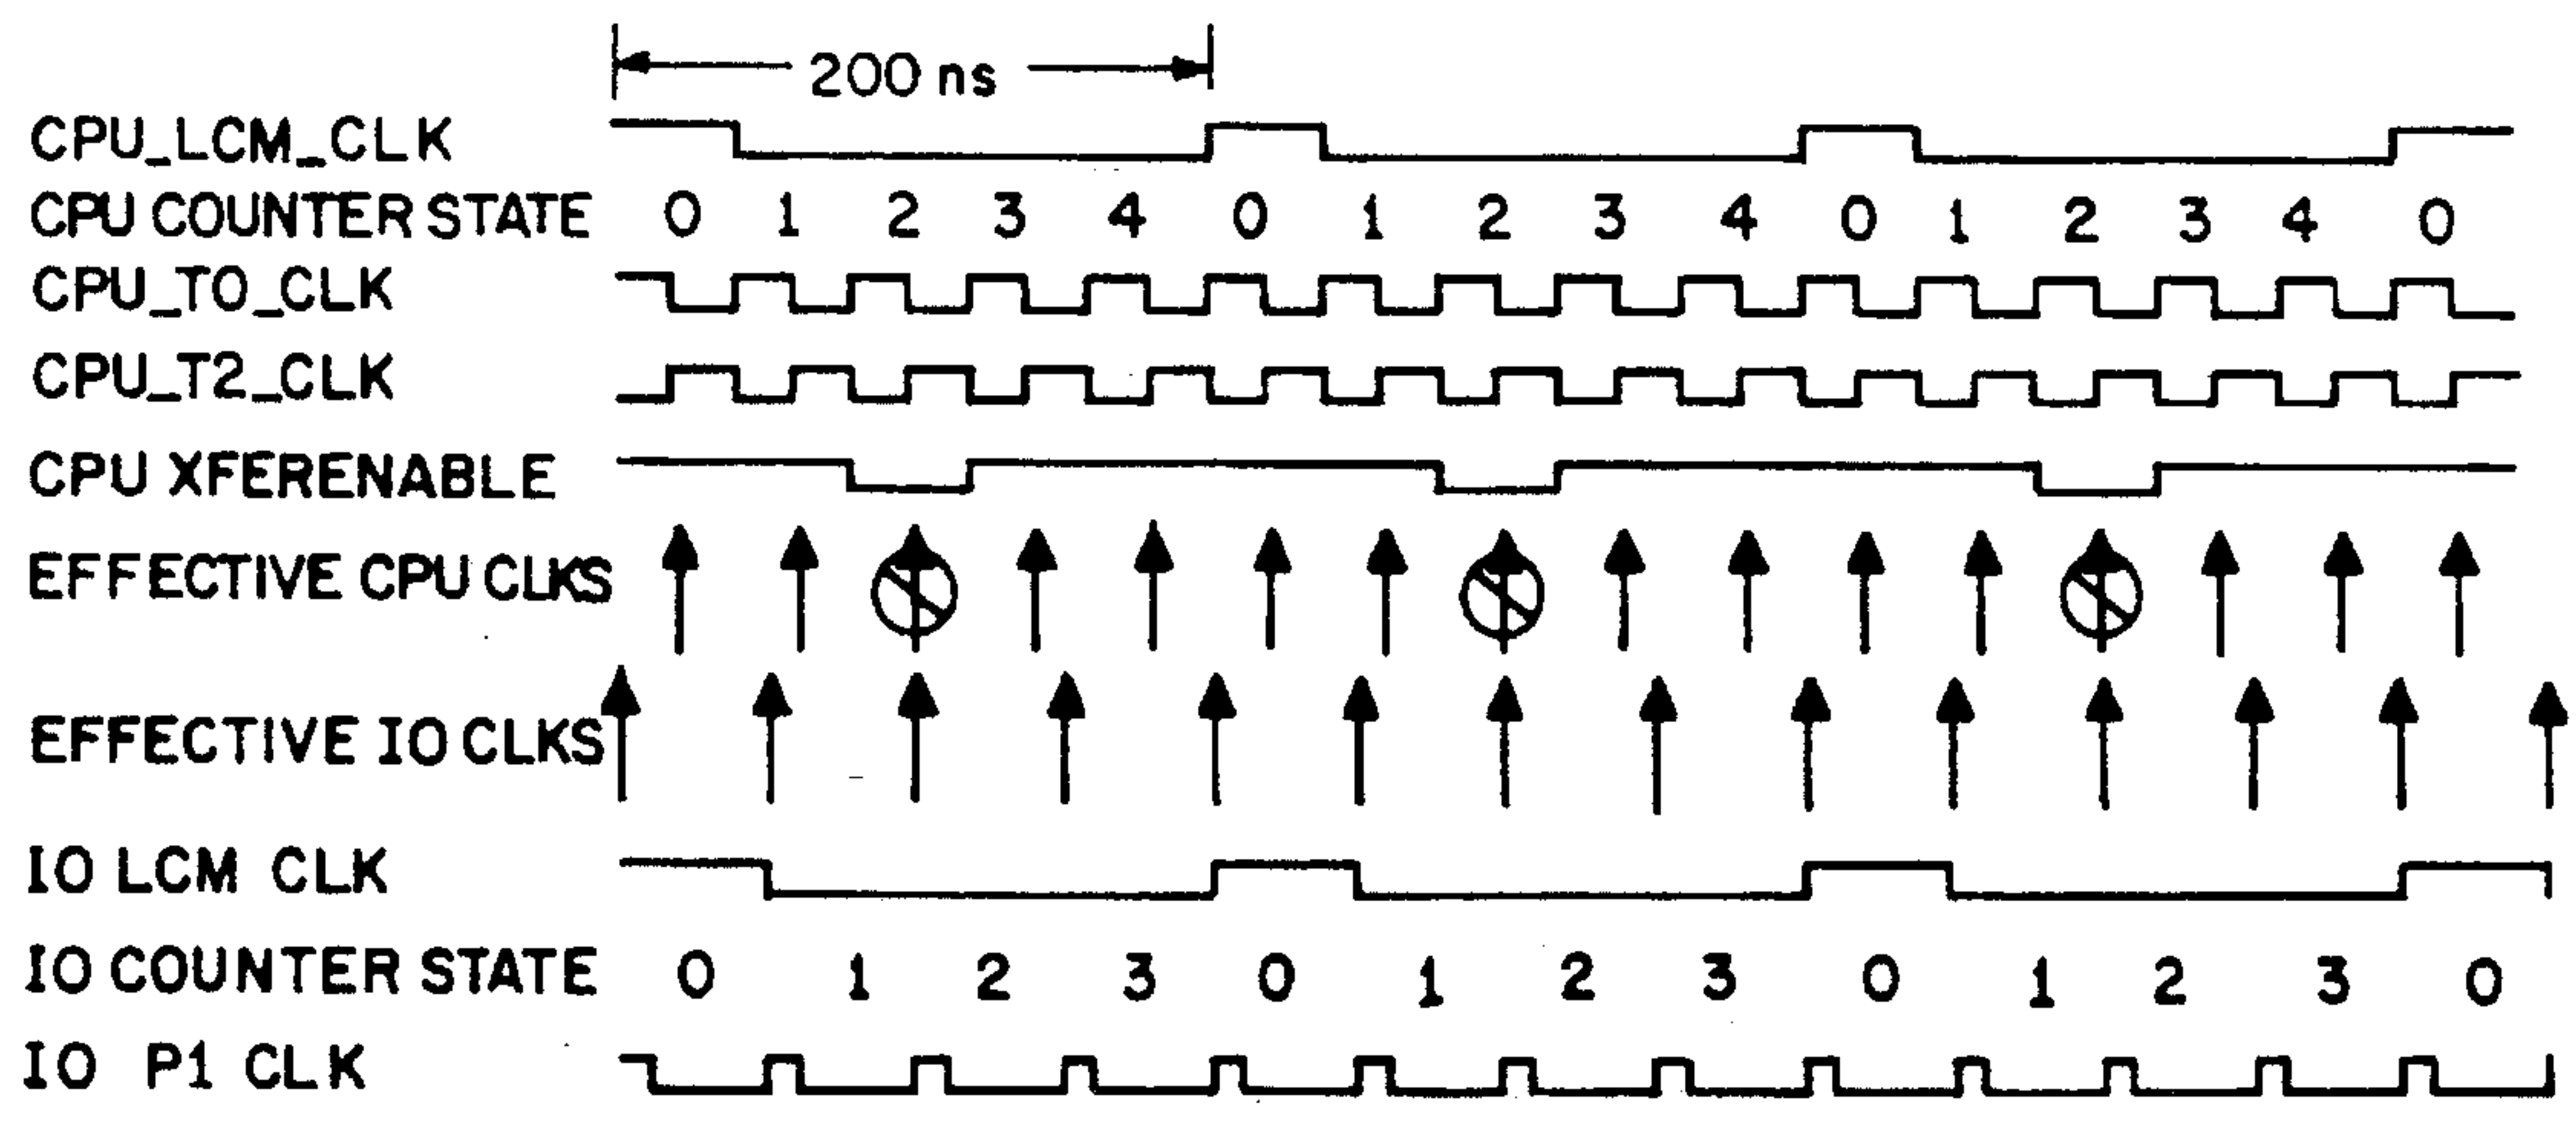 200 ns
CPU_LCM_CLK
CPU COUNTER STATE 0 1 2 3 4 0 1 2 3 4 0 1 2 3 4 0
CPU_T0_CLK
CPU_T2_CLK
CPU XFERENABLE
EFFECTIVE CPU CLKS
EFFECTIVE IO CLKS
IO LCM CLK
IO COUNTER STATE 0 1 2 3 0 1 2 3 0 1 2 3 0
IO P1 CLK